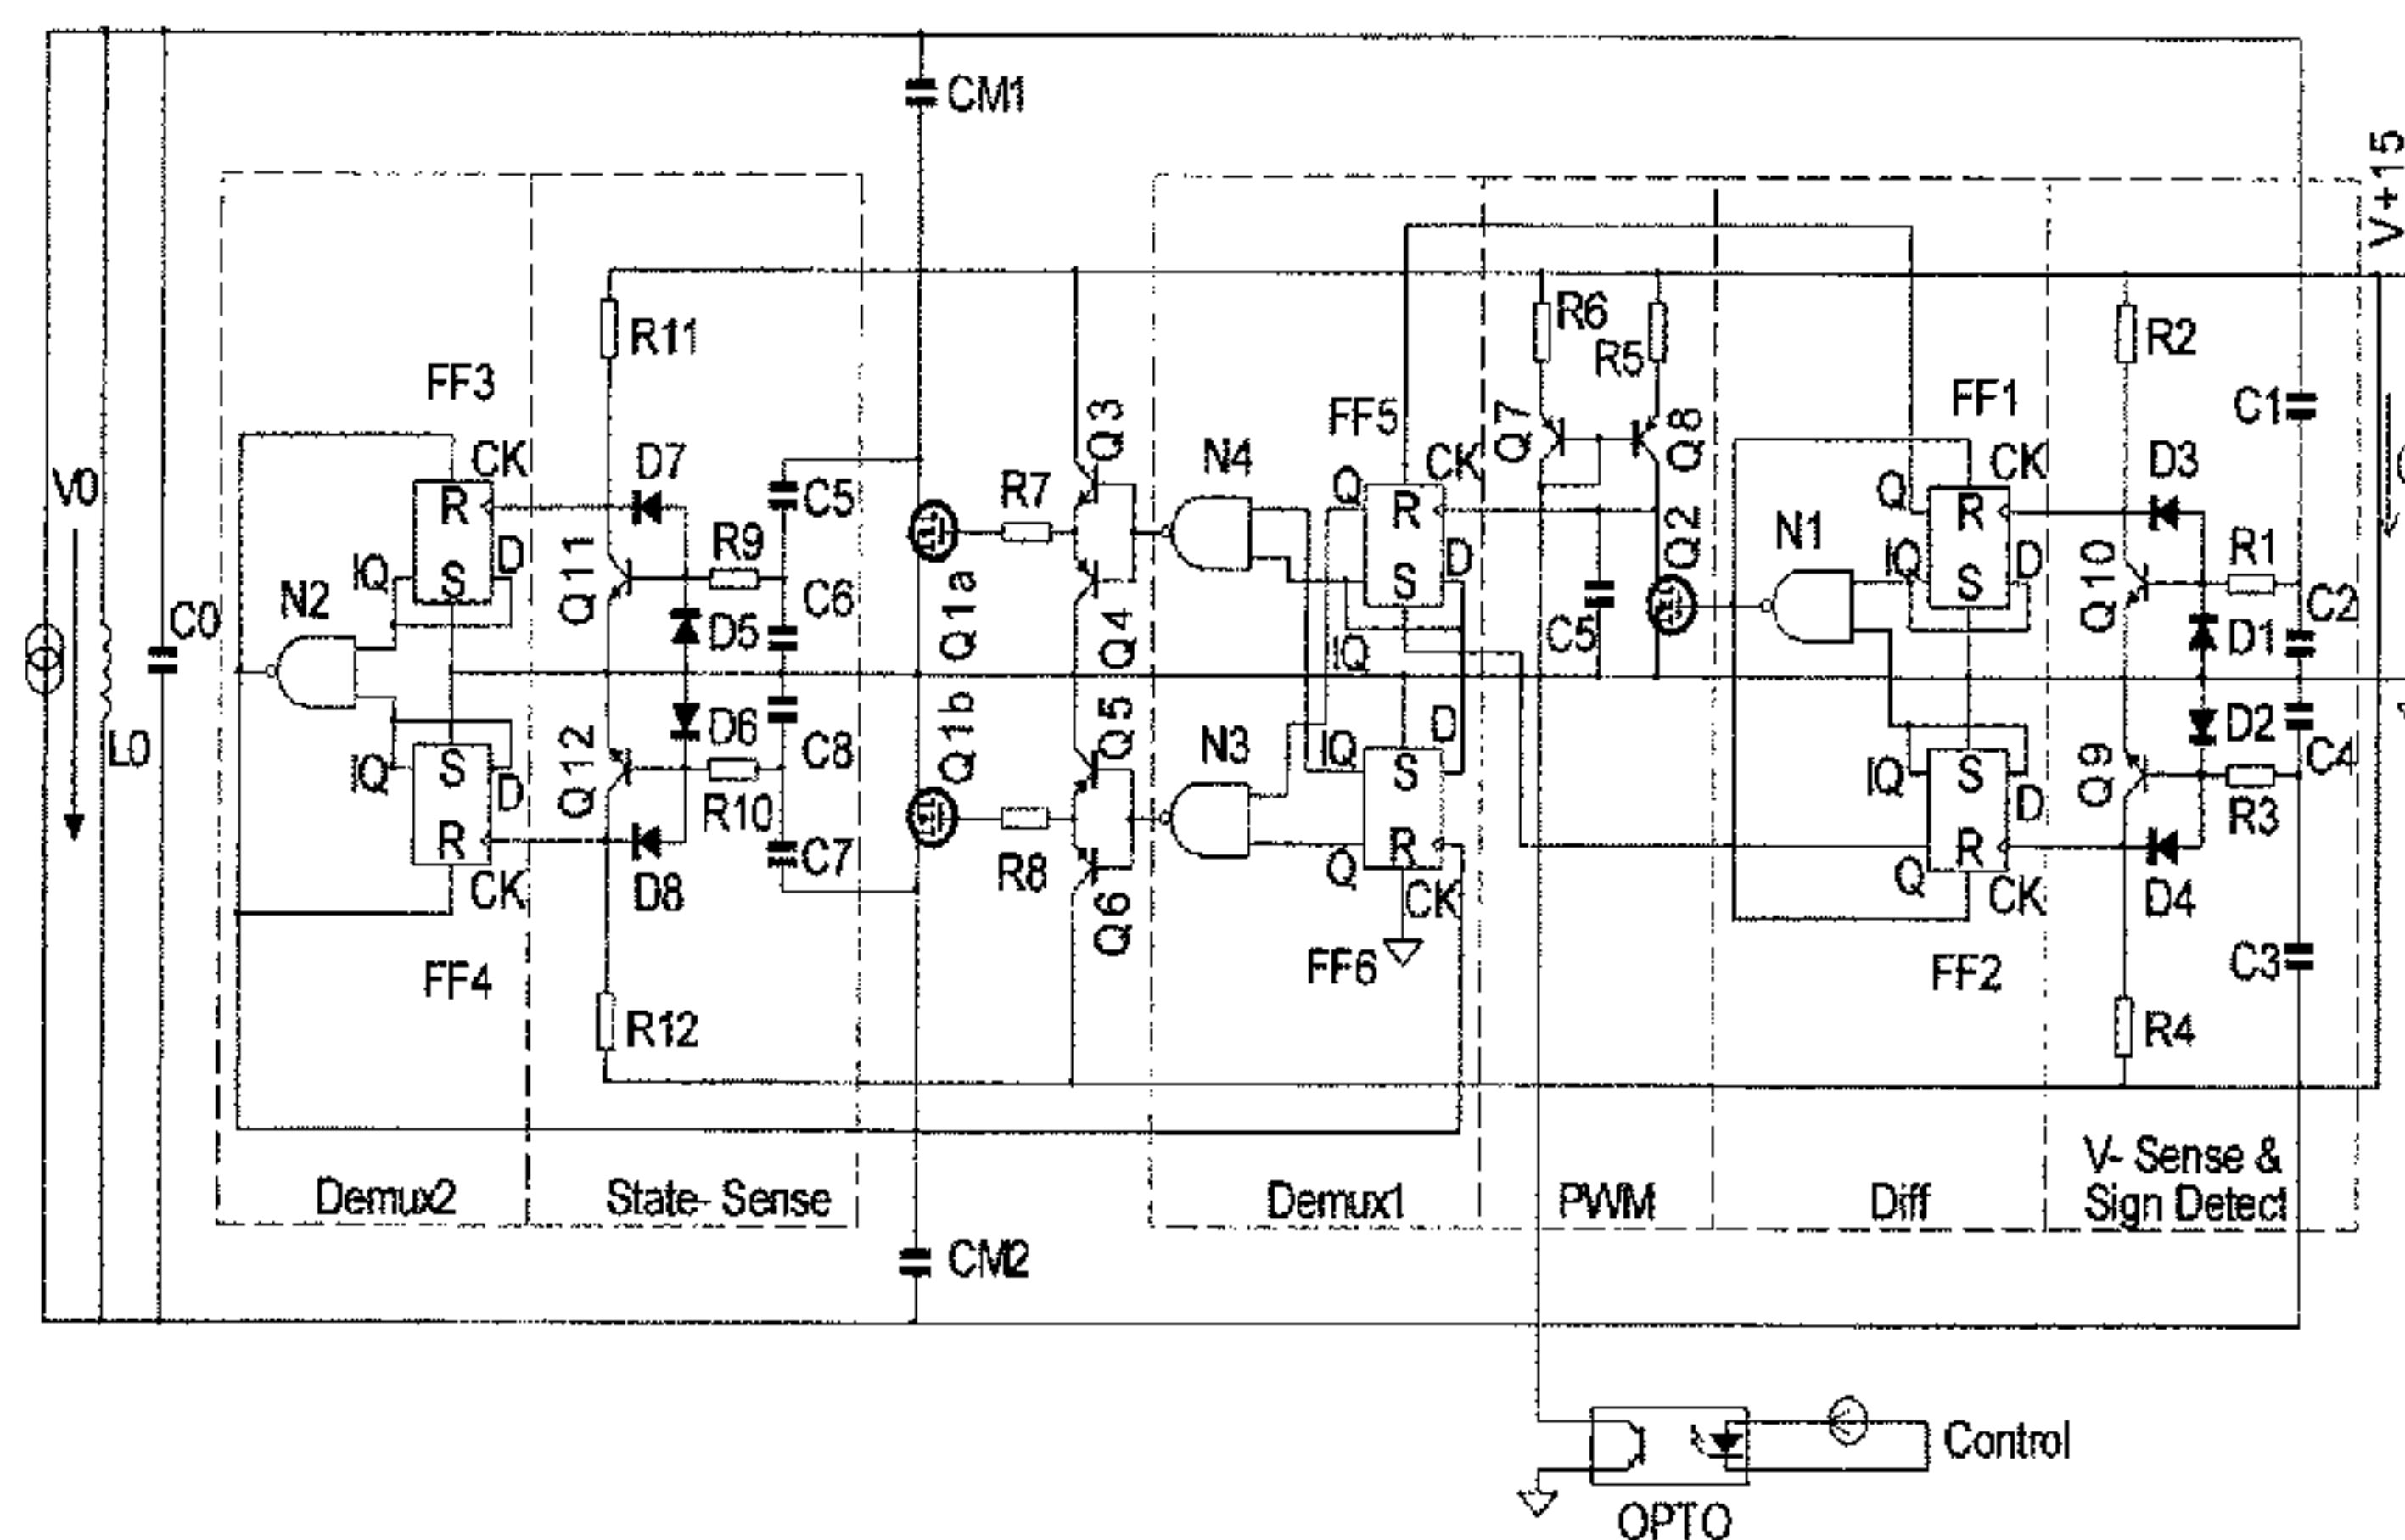 CM1
V+15
R11
R6
R5
R2
FF3
FF5
FF1
C1
Q3
Q7
Q8
CK
D7
N4
Q
CK
Q
CK
D3
V0
R
C5
R7
R
Q2
N1
R
R1
Q11
R9
D
D
IQ
D
Q10
IQ
S
C6
Q1a
Q4
S
S
C2
N2
D5
C5
D1
C0
IQ
L0
Q12
D6
Q1b
Q5
N3
IQ
D
D2
IQ
S
C8
S
IQ
S
C4
D
R10
D
Q9
R3
R
C7
R8
Q
R
Q
R
CK
D8
Q6
CK
CK
D4
FF4
FF6
FF2
C3
R12
R4
Demux2
State-Sense
Demux1
PWM
Diff
V-Sense &
Sign Detect
CM2
Control
OPTO